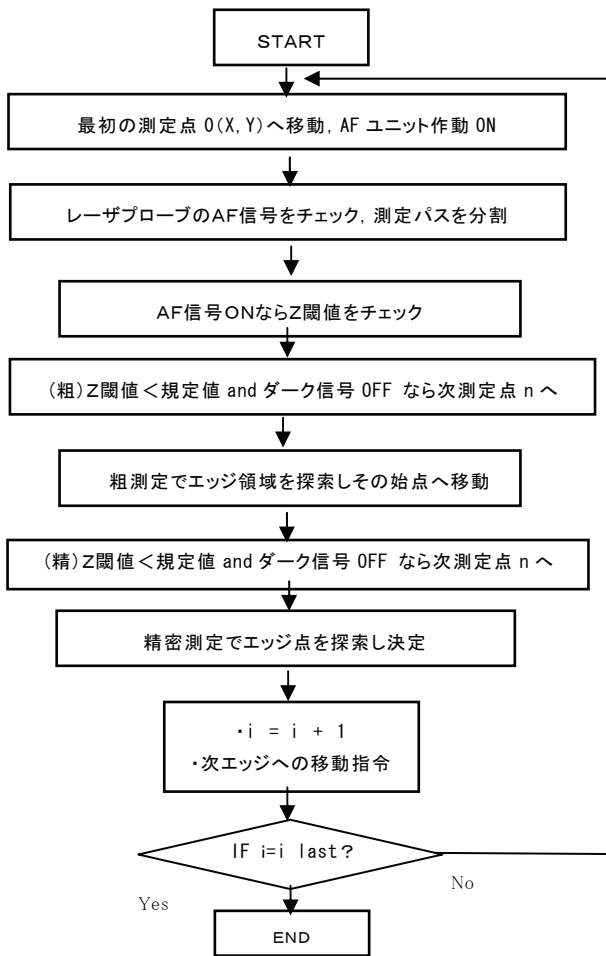 START
最初の測定点 O(X, Y)へ移動, AF ユニット作動 ON
レーザプローブのAF信号をチェック, 測定パスを分割
AF信号ONならZ閾値をチェック
(粗)Z閾値<規定値 and ダーク信号 OFF なら次測定点 n へ
粗測定でエッジ領域を探索しその始点へ移動
(精)Z閾値<規定値 and ダーク信号 OFF なら次測定点 n へ
精密測定でエッジ点を探索し決定
・i = i + 1
・次エッジへの移動指令
IF i=i last?
No
Yes
END